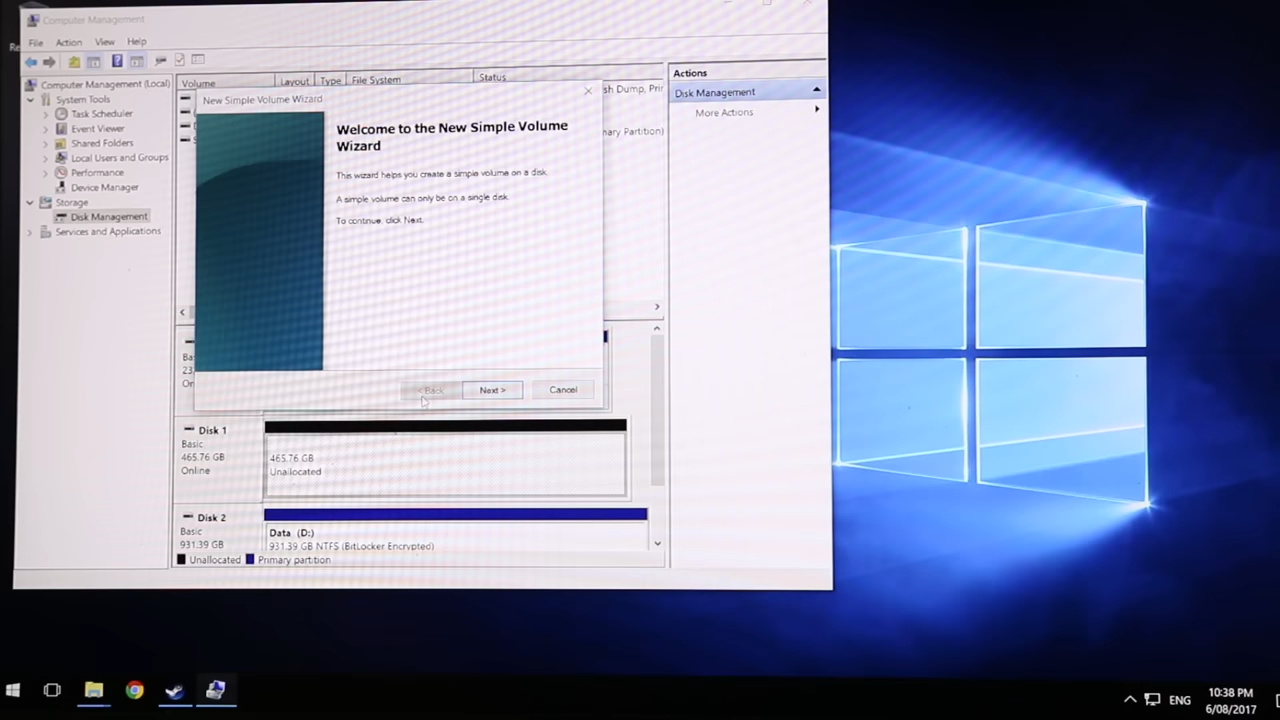 Computer Management
File Action View Help
Computer Management (Local)
System Tools
Task Scheduler
Event Viewer
Shared Folders
Local Users and Groups
Performance
Device Manager
Storage
Disk Management
Services and Applications
Volume Layout Type File System Status
New Simple Volume Wizard
Welcome to the New Simple Volume
Wizard
This wizard helps you create a simple volume on a disk.
A simple volume can only be on a single disk.
To continue, click Next.
< Back Next > Cancel
Dump,
Partition)
Disk 1
Basic
465.76 GB
Online
465.76 GB
Unallocated
Disk 2
Basic
931.39 GB
Data (D:)
931.39 GB NTFS (BitLocker Encrypted)
Unallocated Primary partition
Actions
Disk Management
More Actions
ENG
10:38 PM
6/08/2017